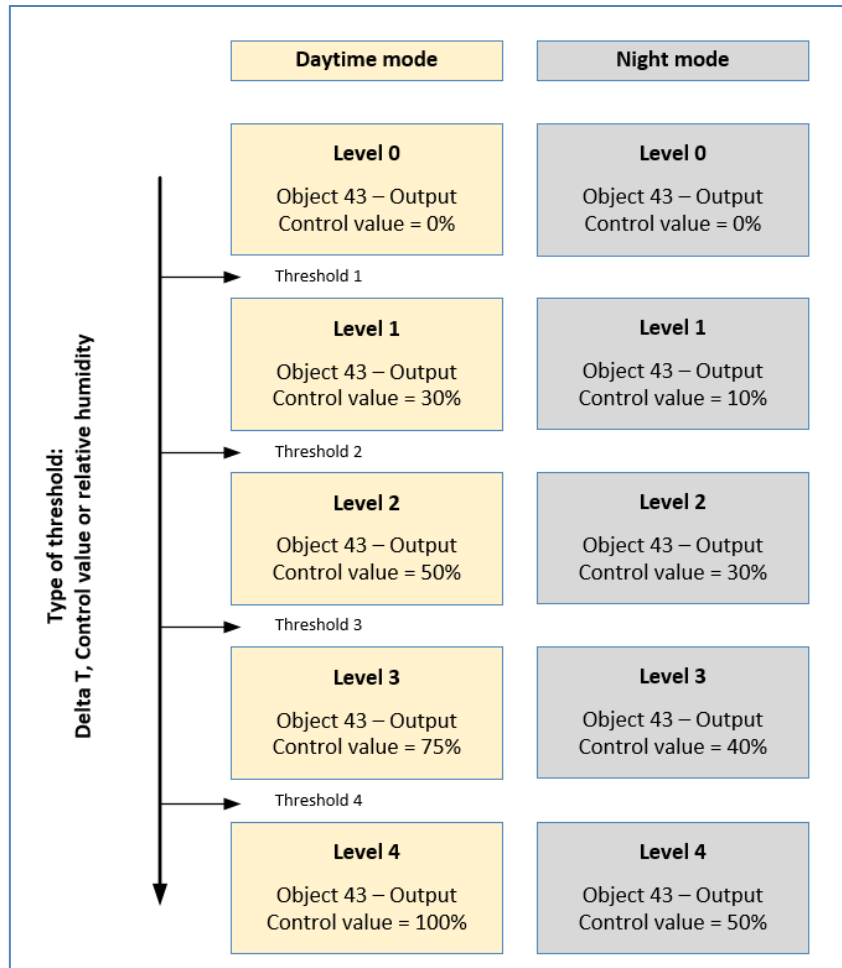 Daytime mode
Night mode
Level 0
Object 43 – Output
Control value = 0%
Level 0
Object 43 – Output
Control value = 0%
Threshold 1
Level 1
Object 43 – Output
Control value = 30%
Level 1
Object 43 – Output
Control value = 10%
Threshold 2
Level 2
Object 43 – Output
Control value = 50%
Level 2
Object 43 – Output
Control value = 30%
Threshold 3
Level 3
Object 43 – Output
Control value = 75%
Level 3
Object 43 – Output
Control value = 40%
Threshold 4
Level 4
Object 43 – Output
Control value = 100%
Level 4
Object 43 – Output
Control value = 50%
Type of threshold:
Delta T, Control value or relative humidity